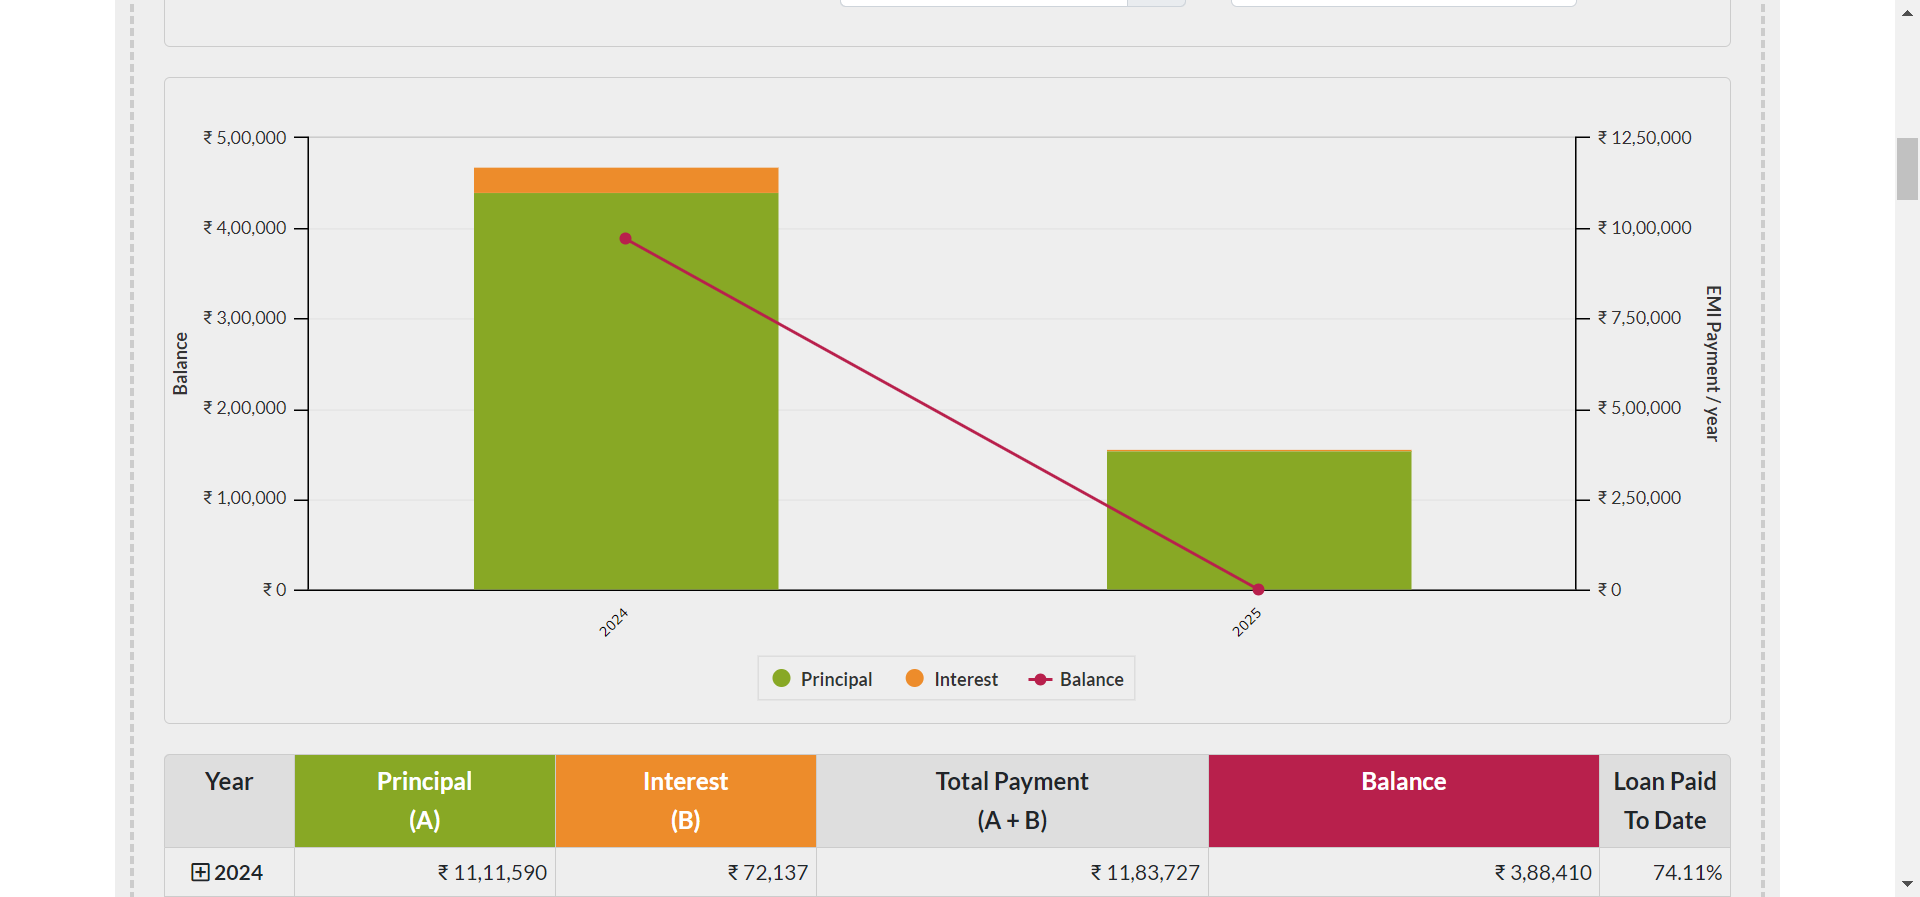 ₹ 5,00,000
₹ 4,00,000
₹ 3,00,000
₹ 2,00,000
₹ 1,00,000
₹ 0
Balance
₹ 12,50,000
₹ 10,00,000
₹ 7,50,000
₹ 5,00,000
₹ 2,50,000
₹ 0
EMI Payment / year
2024
2025
Principal Interest Balance
Year Principal Interest Total Payment Balance Loan Paid
(A) (B) (A + B) To Date
2024 ₹ 11,11,590 ₹ 72,137 ₹ 11,83,727 ₹ 3,88,410 74.11%